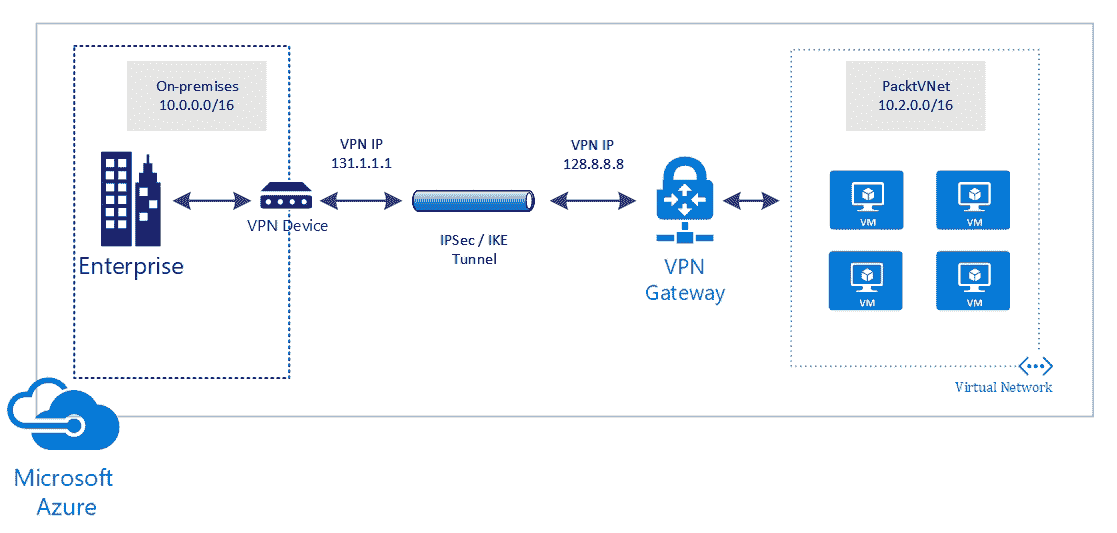 On-premises
10.0.0.0/16
PacktVNet
10.2.0.0/16
VPN IP
131.1.1.1
VPN IP
128.8.8.8
VM
VM
VPN Device
IPSec / IKE
Tunnel
Enterprise
VPN
Gateway
VM
VM
Virtual Network
Microsoft
Azure